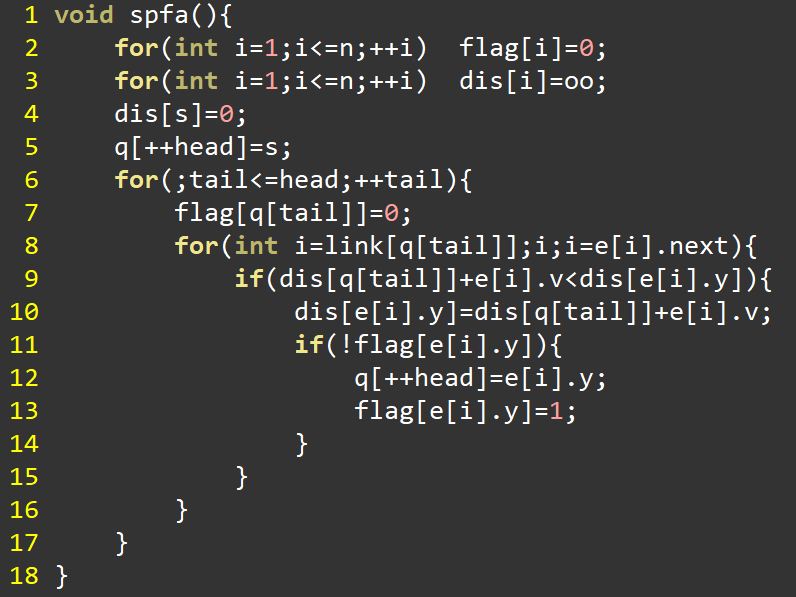 1 void spfa(){
2     for(int i=1;i<=n;++i)  flag[i]=0;
3     for(int i=1;i<=n;++i)  dis[i]=oo;
4     dis[s]=0;
5     q[++head]=s;
6     for(;tail<=head;++tail){
7         flag[q[tail]]=0;
8         for(int i=link[q[tail]];i;i=e[i].next){
9             if(dis[q[tail]]+e[i].v<dis[e[i].y]){
10                 dis[e[i].y]=dis[q[tail]]+e[i].v;
11                 if(!flag[e[i].y]){
12                     q[++head]=e[i].y;
13                     flag[e[i].y]=1;
14                 }
15             }
16         }
17     }
18 }